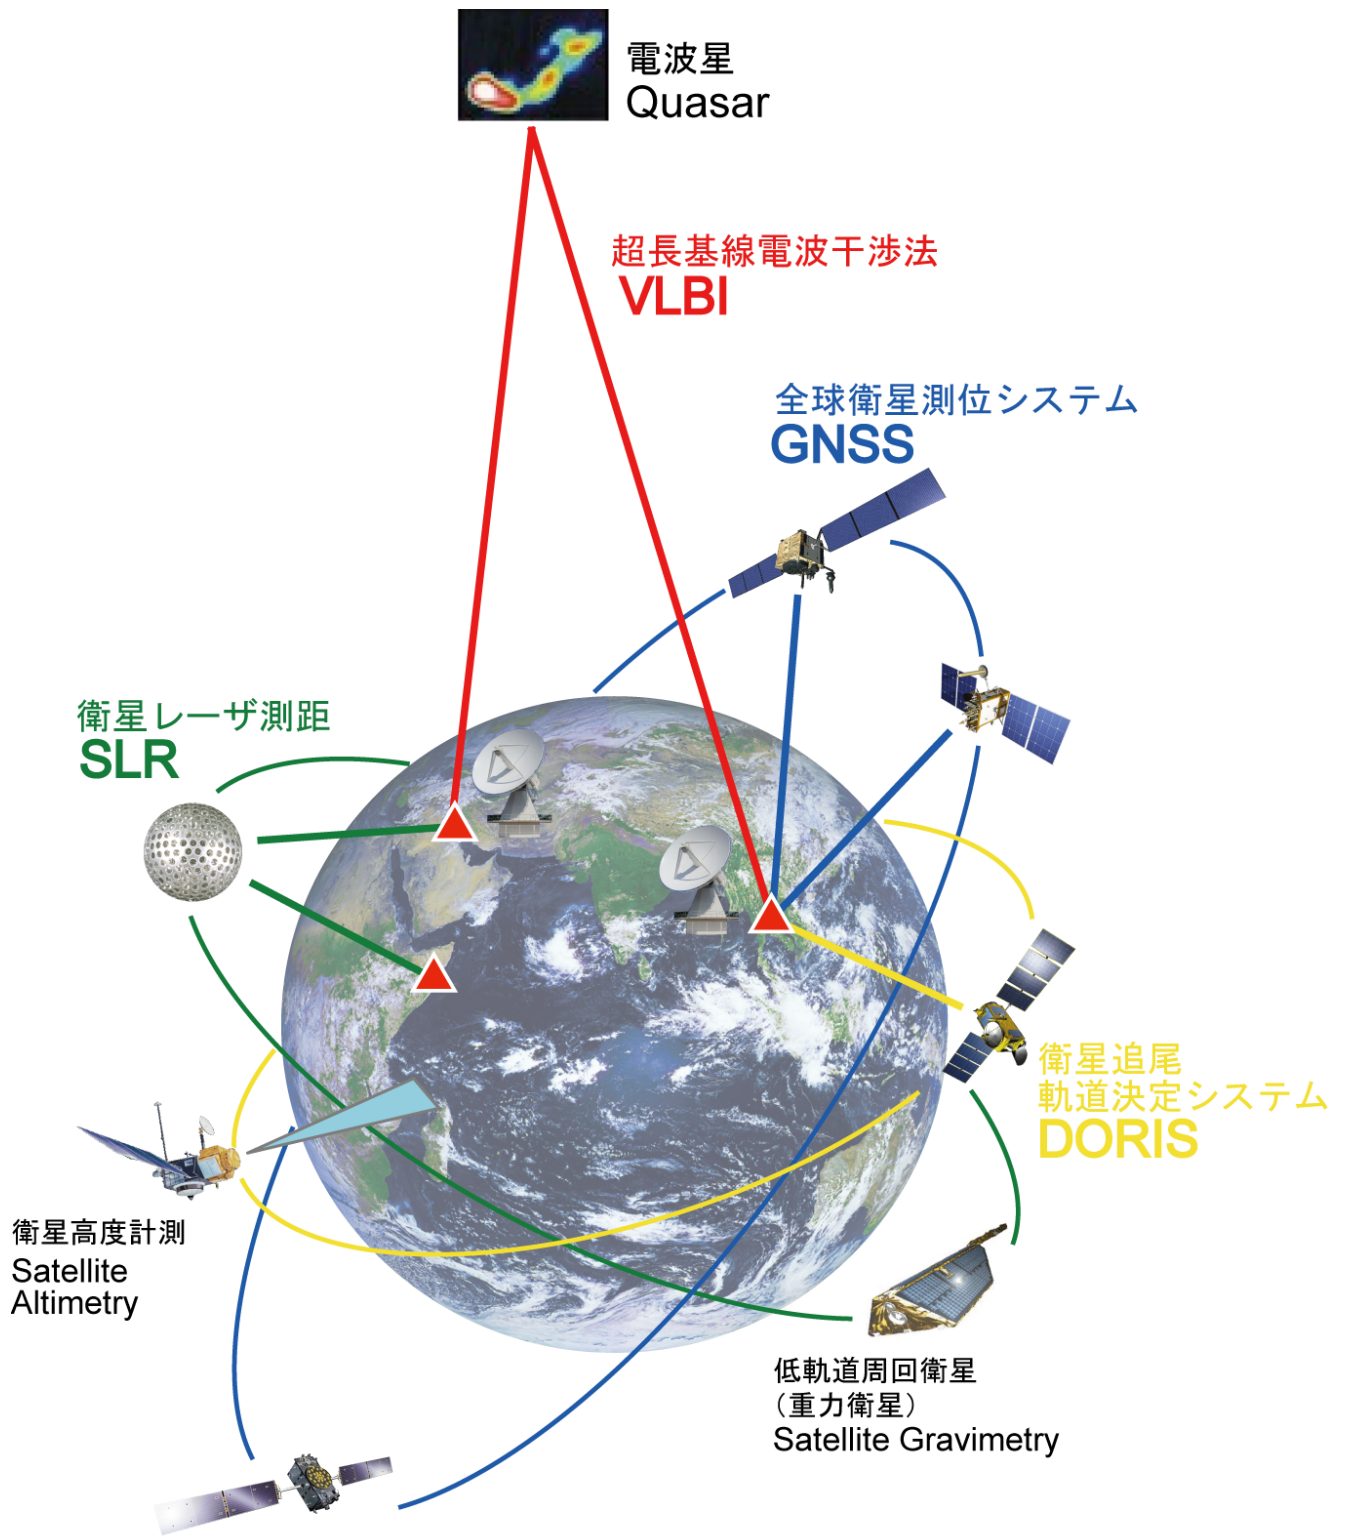 電波星
Quasar
超長基線電波干渉法
VLBI
全球衛星測位システム
GNSS
衛星レーザ測距
SLR
衛星追尾
軌道決定システム
DORIS
衛星高度計測
Satellite
Altimetry
低軌道周回衛星
（重力衛星）
Satellite Gravimetry